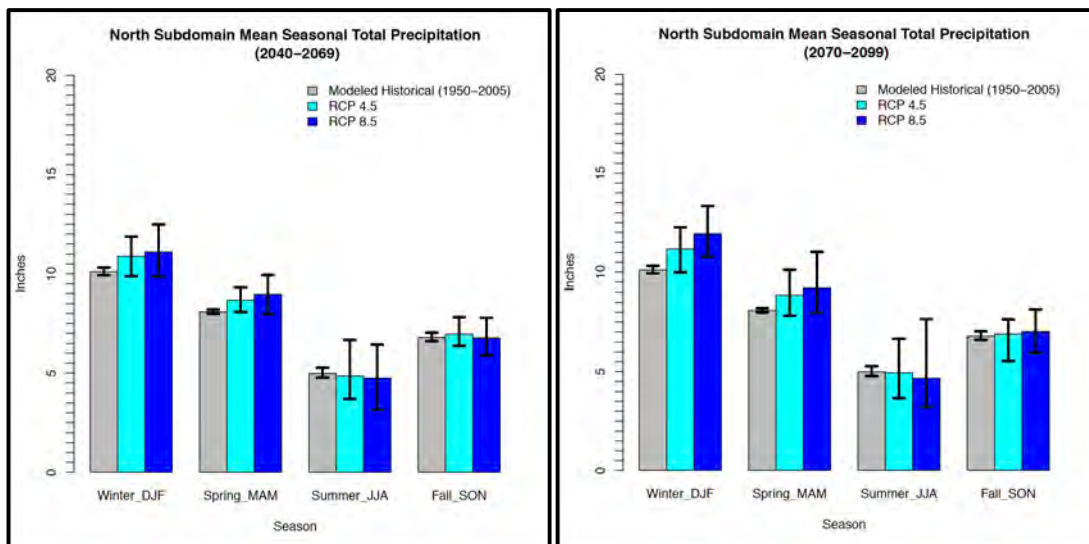 North Subdomain Mean Seasonal Total Precipitation
(2040−2069)
Modeled Historical (1950−2005)
RCP 4.5
RCP 8.5
Inches
20
15
10
5
0
Winter_DJF Spring_MAM Summer_JJA Fall_SON
Season
North Subdomain Mean Seasonal Total Precipitation
(2070−2099)
Modeled Historical (1950−2005)
RCP 4.5
RCP 8.5
Inches
20
15
10
5
0
Winter_DJF Spring_MAM Summer_JJA Fall_SON
Season